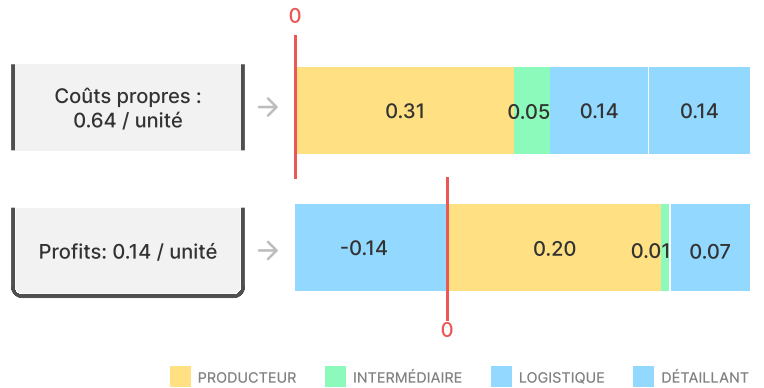 0
Coûts propres :
0.64 / unité
0.31
0.05
0.14
0.14
Profits: 0.14 / unité
-0.14
0.20
0.01
0.07
0
PRODUCTEUR
INTERMÉDIAIRE
LOGISTIQUE
DÉTAILLANT